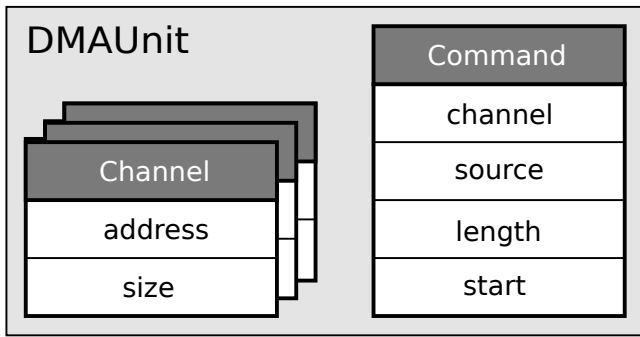 DMAUnit
Channel
address
size
Command
channel
source
length
start